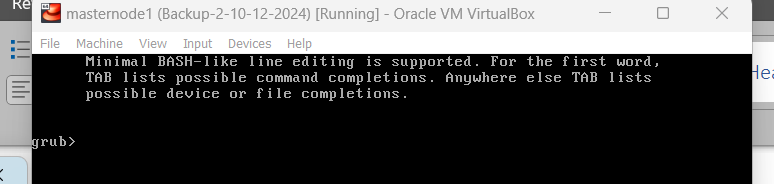 Re
masternode1 (Backup-2-10-12-2024) [Running] - Oracle VM VirtualBox
File Machine View Input Devices Help
Minimal BASH-like line editing is supported. For the first word,
TAB lists possible command completions. Anywhere else TAB lists
possible device or file completions.
Hea
grub>